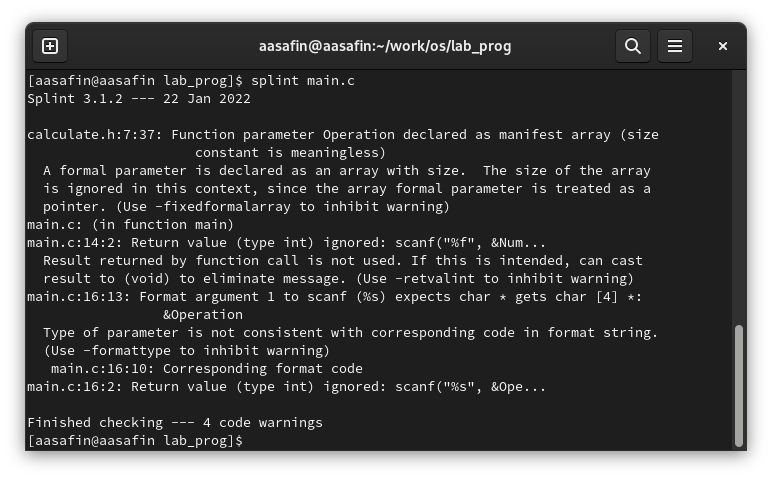 aasafin@aasafin:~/work/os/lab_prog
[aasafin@aasafin lab_prog]$ splint main.c
Splint 3.1.2 --- 22 Jan 2022
calculate.h:7:37: Function parameter Operation declared as manifest array (size
constant is meaningless)
A formal parameter is declared as an array with size.  The size of the array
is ignored in this context, since the array formal parameter is treated as a
pointer. (Use -fixedformalarray to inhibit warning)
main.c: (in function main)
main.c:14:2: Return value (type int) ignored: scanf("%f", &Num...
Result returned by function call is not used. If this is intended, can cast
result to (void) to eliminate message. (Use -retvalint to inhibit warning)
main.c:16:13: Format argument 1 to scanf (%s) expects char * gets char [4] *:
&Operation
Type of parameter is not consistent with corresponding code in format string.
(Use -formattype to inhibit warning)
main.c:16:10: Corresponding format code
main.c:16:2: Return value (type int) ignored: scanf("%s", &Ope...
Finished checking --- 4 code warnings
[aasafin@aasafin lab_prog]$